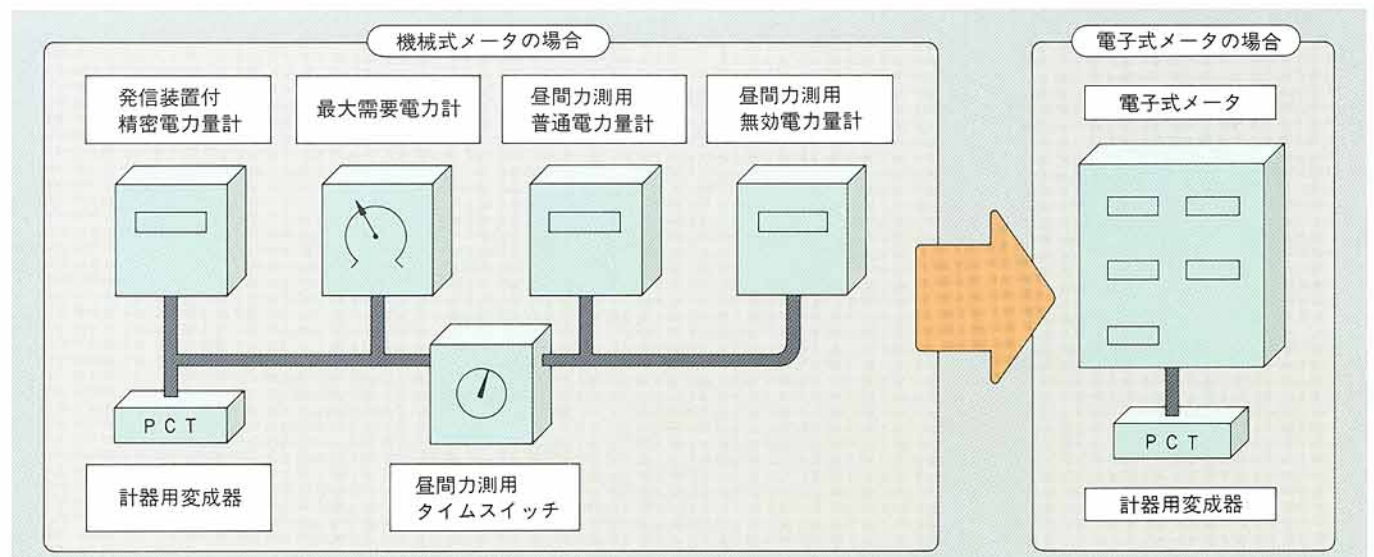 機械式メータの場合
発信装置付
精密電力量計
最大需要電力計
昼間力測用
普通電力量計
昼間力測用
無効電力量計
PCT
計器用変成器
昼間力測用
タイムスイッチ
電子式メータの場合
電子式メータ
PCT
計器用変成器